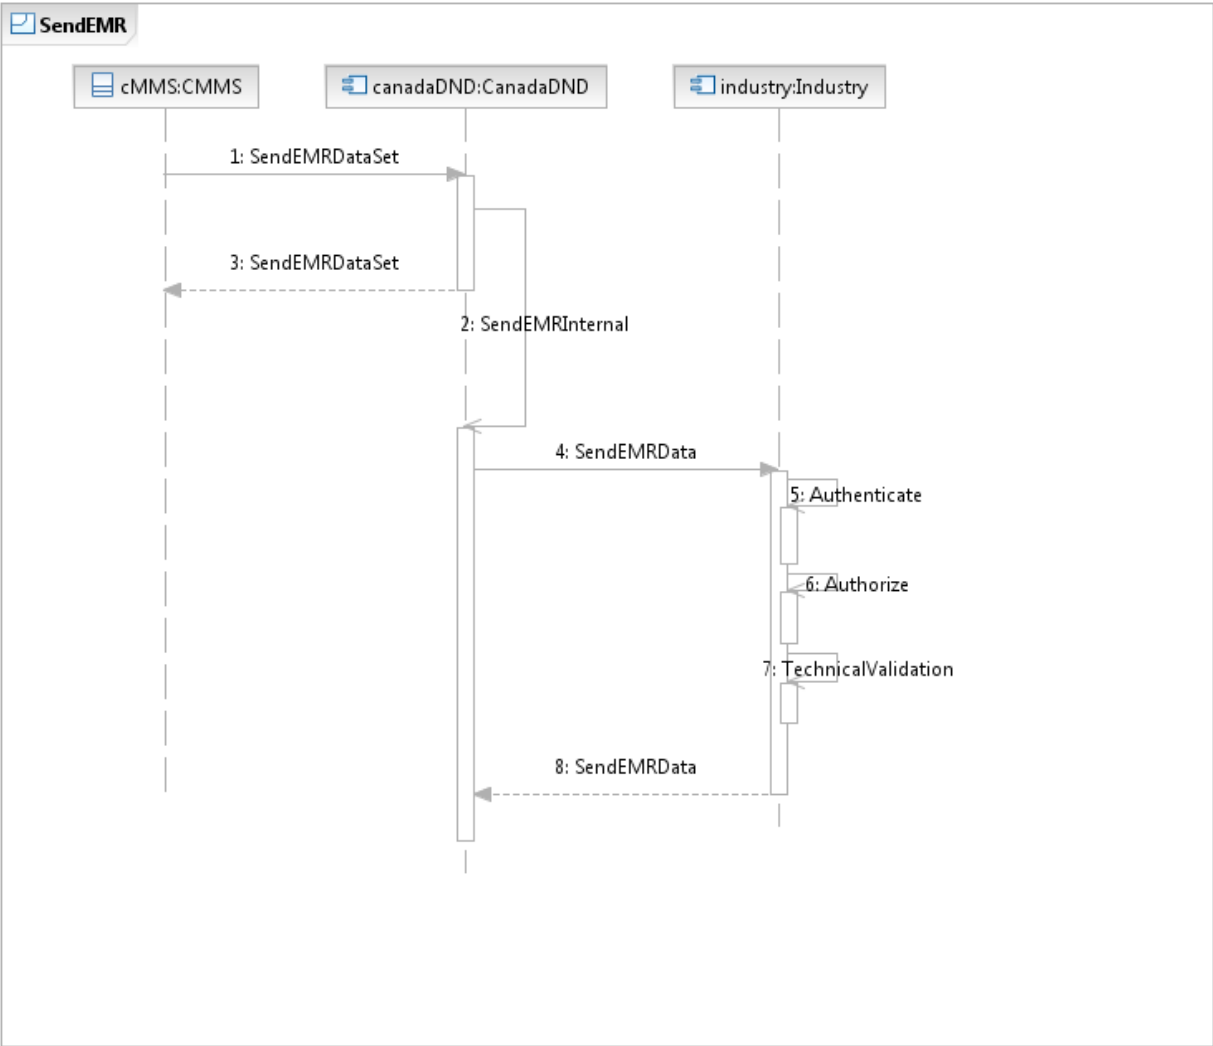 SendEMR
cMMS:CMMS
canadaDND:CanadaDND
industry:Industry
1: SendEMRDataSet
3: SendEMRDataSet
2: SendEMRInternal
4: SendEMRData
5: Authenticate
6: Authorize
7: TechnicalValidation
8: SendEMRData